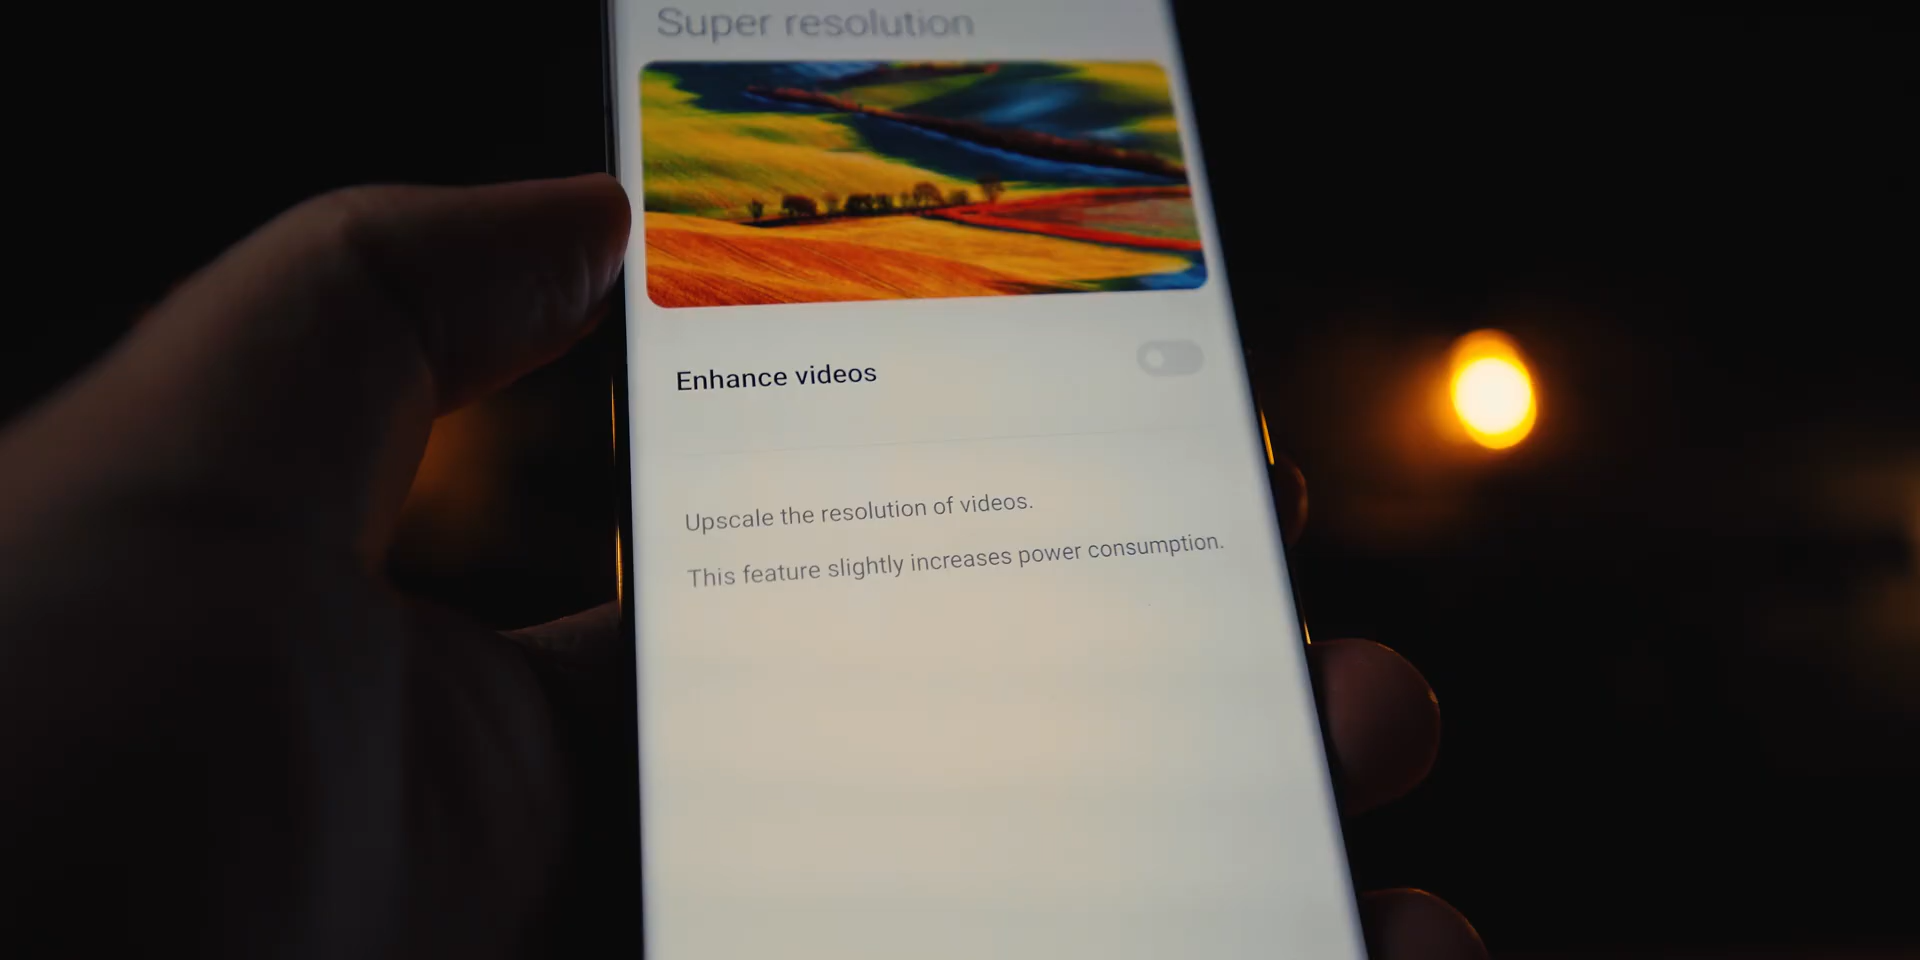 Super resolution
Enhance videos
Upscale the resolution of videos.
This feature slightly increases power consumption.